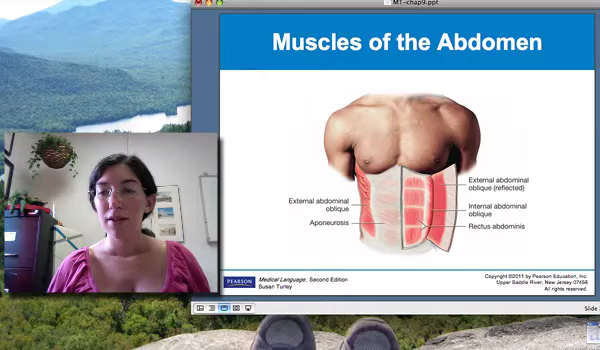 MT-chap9.ppt
Muscles of the Abdomen
External abdominal
oblique (reflected)
External abdominal
oblique
Internal abdominal
oblique
Aponeurosis
Rectus abdominis
PEARSON
Medical Language, Second Edition
Susan Turley
Copyright ©2011 by Pearson Education, Inc.
Upper Saddle River, New Jersey 07458
All rights reserved.
Slide